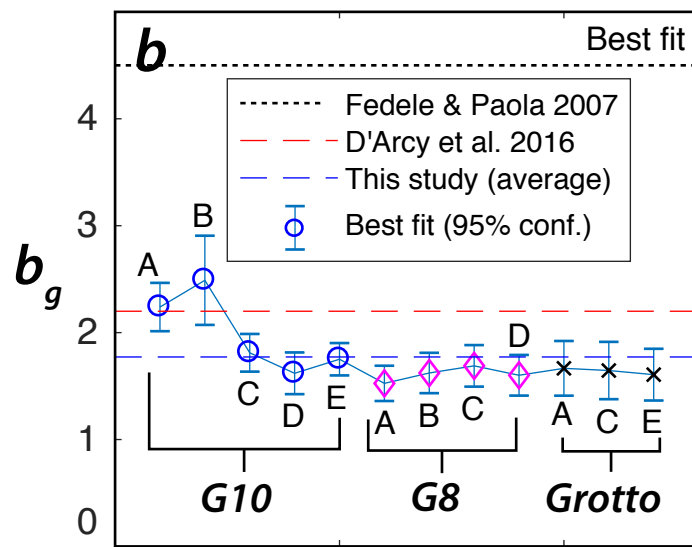 b
Best fit
Fedele & Paola 2007
D'Arcy et al. 2016
This study (average)
Best fit (95% conf.)
4
3
2
1
0
b_g
A
B
C
D
E
A
B
C
D
A
C
E
G10
G8
Grotto